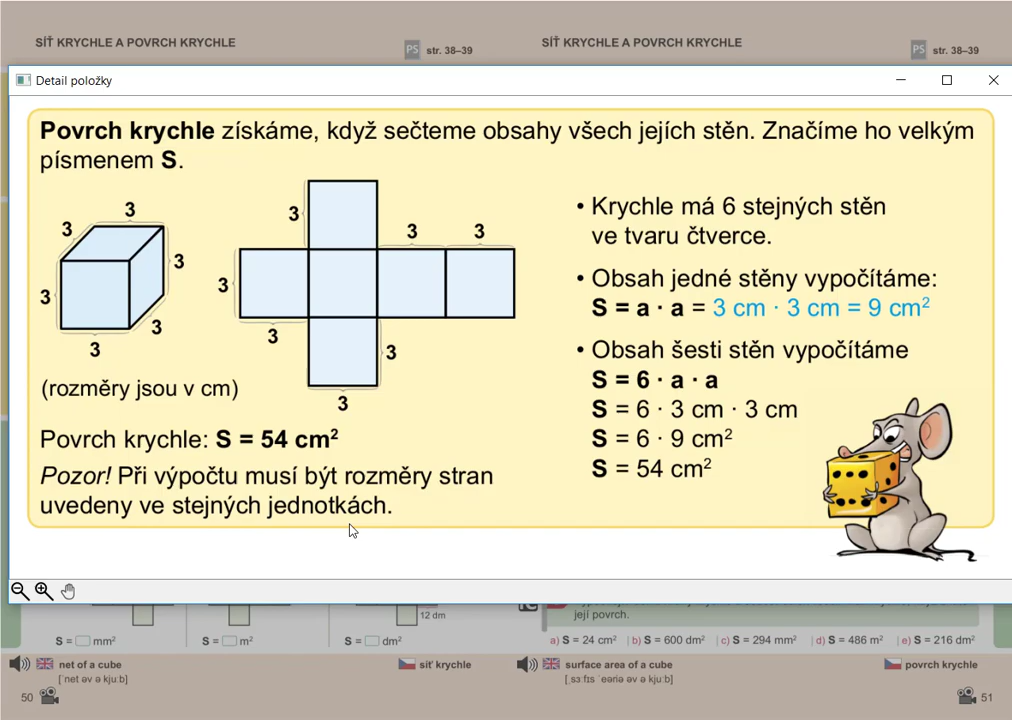 SÍŤ KRYCHLE A POVRCH KRYCHLE
PS str. 38–39
SÍŤ KRYCHLE A POVRCH KRYCHLE
PS str. 38–39
Detail položky
Povrch krychle získáme, když sečteme obsahy všech jejích stěn. Značíme ho velkým
písmenem S.
3
3
3
3
3
3
3
3
3
3
3
3
3
(rozměry jsou v cm)
Povrch krychle: S = 54 cm²
Pozor! Při výpočtu musí být rozměry stran
uvedeny ve stejných jednotkách.
• Krychle má 6 stejných stěn
ve tvaru čtverce.
• Obsah jedné stěny vypočítáme:
S = a · a = 3 cm · 3 cm = 9 cm²
• Obsah šesti stěn vypočítáme
S = 6 · a · a
S = 6 · 3 cm · 3 cm
S = 6 · 9 cm²
S = 54 cm²
12 dm
S = mm²
S = m²
S = dm²
její povrch.
a) S = 24 cm² | b) S = 600 dm² | c) S = 294 mm² | d) S = 486 m² | e) S = 216 dm²
net of a cube
[ˈnet əv ə kjuːb]
síť krychle
surface area of a cube
[ˌsɜːfɪs ˈeəriə əv ə kjuːb]
povrch krychle
50
51